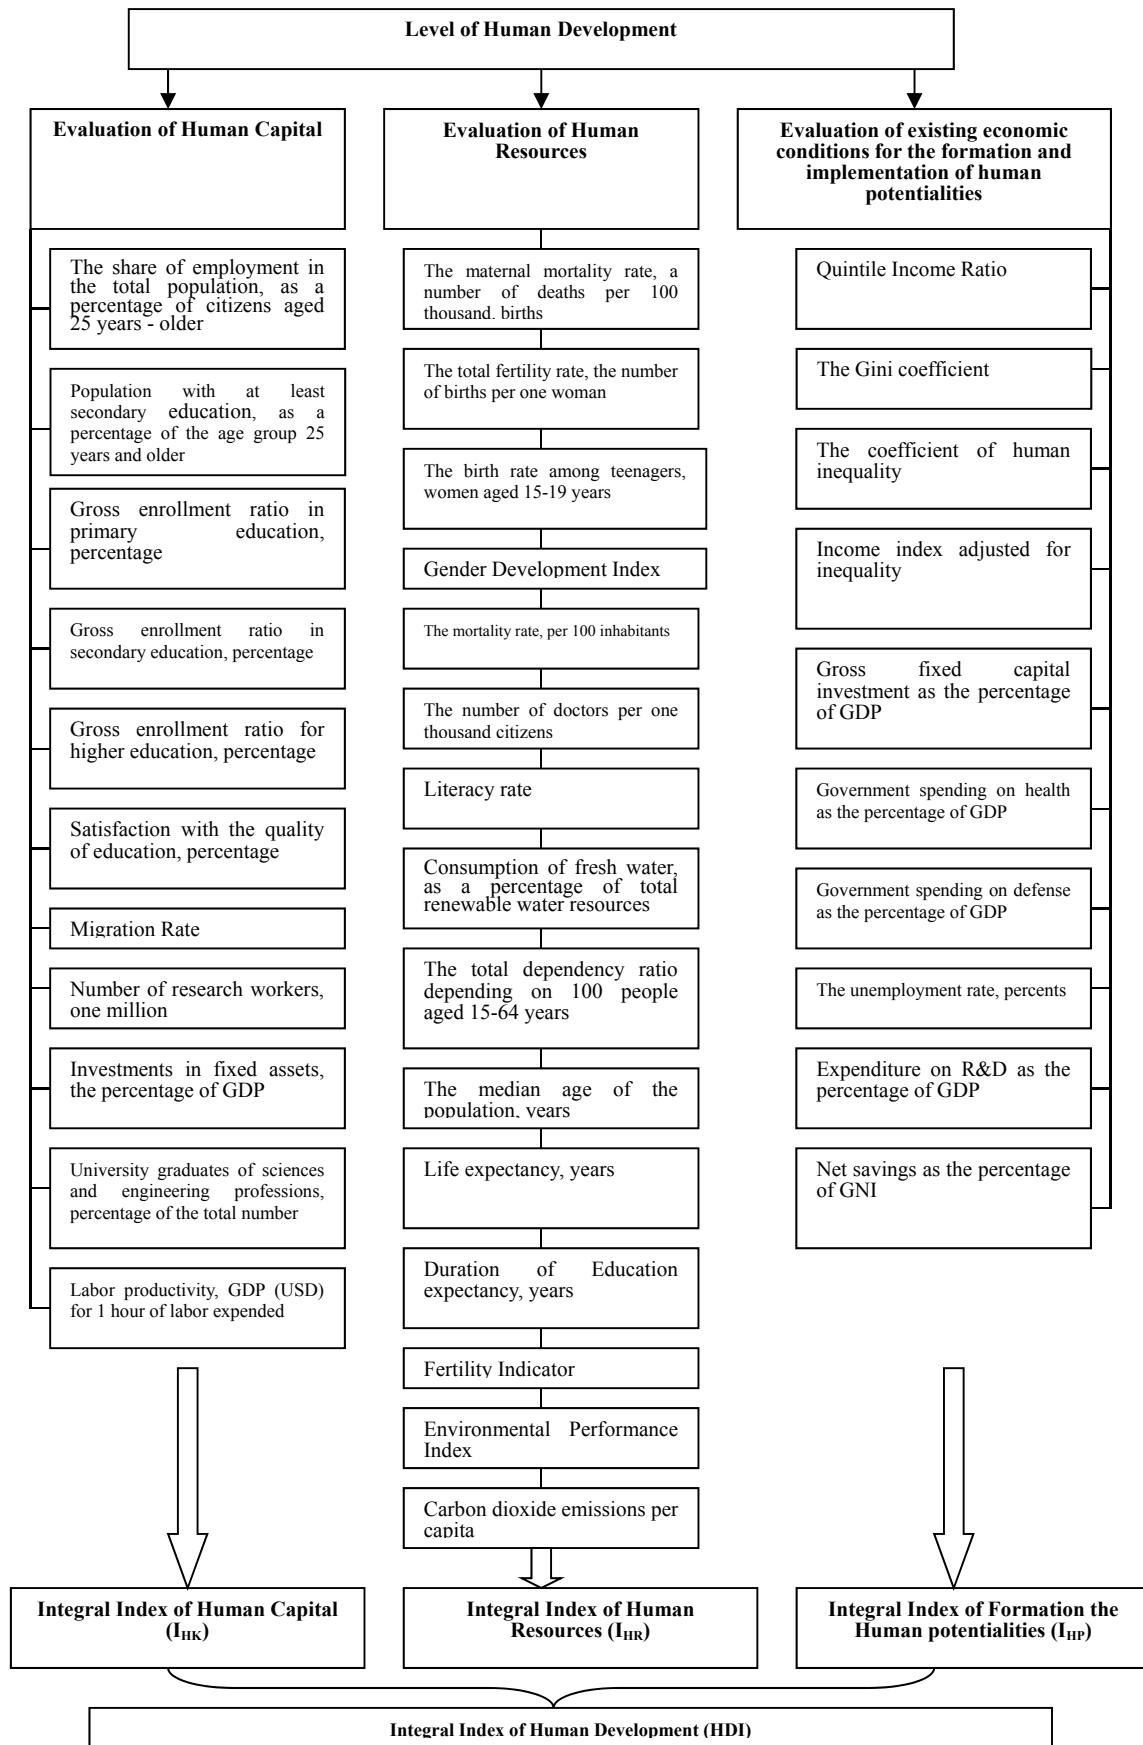 Level of Human Development
Evaluation of Human Capital
Evaluation of Human
Resources
Evaluation of existing economic
conditions for the formation and
implementation of human
potentialities
The share of employment in
the total population, as a
percentage of citizens aged
25 years - older
Population with at least
secondary education, as a
percentage of the age group 25
years and older
Gross enrollment ratio in
primary education,
percentage
Gross enrollment ratio in
secondary education, percentage
Gross enrollment ratio for
higher education, percentage
Satisfaction with the quality
of education, percentage
Migration Rate
Number of research workers,
one million
Investments in fixed assets,
the percentage of GDP
University graduates of sciences
and engineering professions,
percentage of the total number
Labor productivity, GDP (USD)
for 1 hour of labor expended
The maternal mortality rate, a
number of deaths per 100
thousand. births
The total fertility rate, the number
of births per one woman
The birth rate among teenagers,
women aged 15-19 years
Gender Development Index
The mortality rate, per 100 inhabitants
The number of doctors per one
thousand citizens
Literacy rate
Consumption of fresh water,
as a percentage of total
renewable water resources
The total dependency ratio
depending on 100 people
aged 15-64 years
The median age of the
population, years
Life expectancy, years
Duration of Education
expectancy, years
Fertility Indicator
Environmental Performance
Index
Carbon dioxide emissions per
capita
Quintile Income Ratio
The Gini coefficient
The coefficient of human
inequality
Income index adjusted for
inequality
Gross fixed capital
investment as the percentage
of GDP
Government spending on health
as the percentage of GDP
Government spending on defense
as the percentage of GDP
The unemployment rate, percents
Expenditure on R&D as the
percentage of GDP
Net savings as the percentage
of GNI
Integral Index of Human Capital
(I_HK)
Integral Index of Human
Resources (I_HR)
Integral Index of Formation the
Human potentialities (I_HP)
Integral Index of Human Development (HDI)